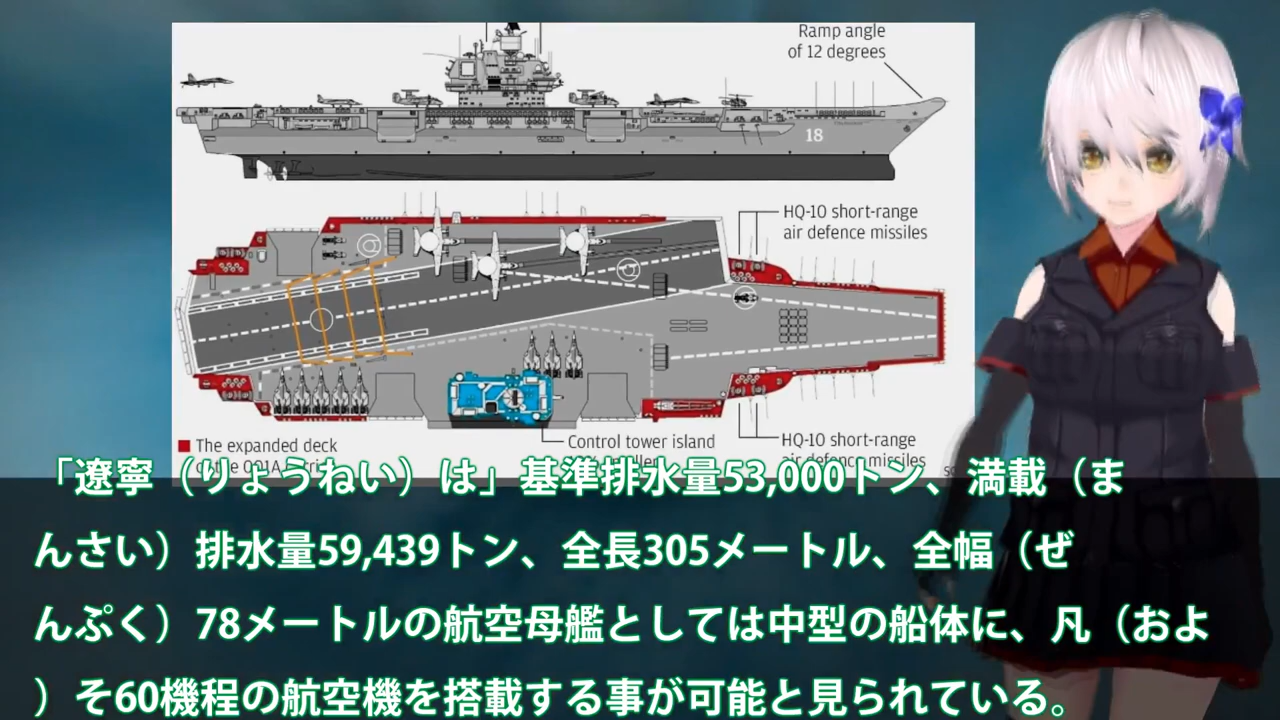 Ramp angle
of 12 degrees
18
HQ-10 short-range
air defence missiles
The expanded deck
Control tower island
HQ-10 short-range
air defence missiles
「遼寧（りょうねい）は」基準排水量53,000トン、満載（ま
んさい）排水量59,439トン、全長305メートル、全幅（ぜ
んぷく）78メートルの航空母艦としては中型の船体に、凡（およ
）そ60機程の航空機を搭載する事が可能と見られている。